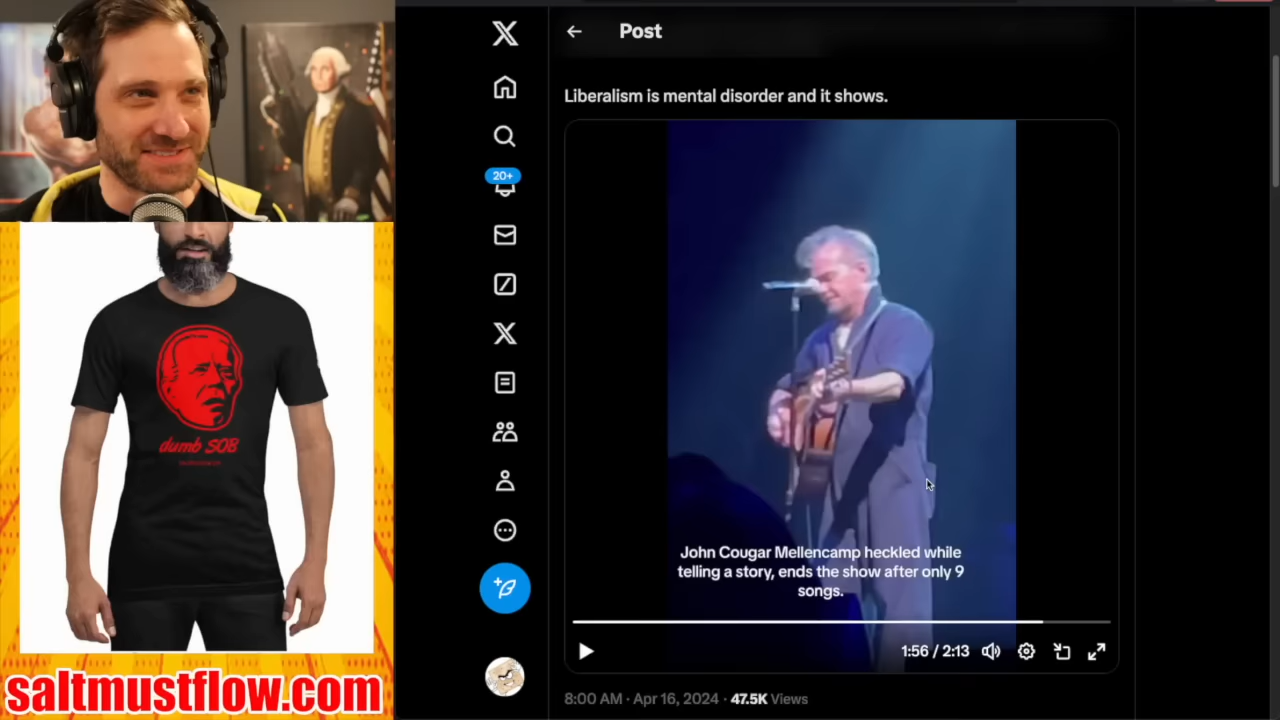 Post
Liberalism is mental disorder and it shows.
20+
dumb SOB
John Cougar Mellencamp heckled while
telling a story, ends the show after only 9
songs.
1:56 / 2:13
8:00 AM · Apr 16, 2024 · 47.5K Views
saltmustflow.com